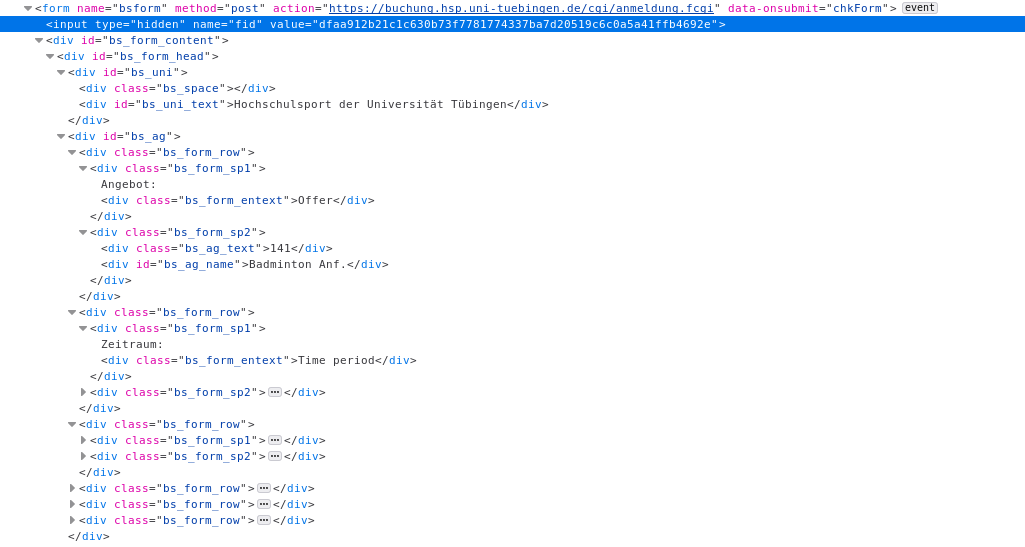 <form name="bsform" method="post" action="https://buchung.hsp.uni-tuebingen.de/cgi/anmeldung.fcgi" data-onsubmit="chkForm"> event
<input type="hidden" name="fid" value="dfaa912b21c1c630b73f7781774337ba7d20519c6c0a5a41ffb4692e">
<div id="bs_form_content">
<div id="bs_form_head">
<div id="bs_uni">
<div class="bs_space"></div>
<div id="bs_uni_text">Hochschulsport der Universität Tübingen</div>
</div>
<div id="bs_ag">
<div class="bs_form_row">
<div class="bs_form_sp1">
Angebot:
<div class="bs_form_entext">Offer</div>
</div>
<div class="bs_form_sp2">
<div class="bs_ag_text">141</div>
<div id="bs_ag_name">Badminton Anf.</div>
</div>
</div>
<div class="bs_form_row">
<div class="bs_form_sp1">
Zeitraum:
<div class="bs_form_entext">Time period</div>
</div>
<div class="bs_form_sp2">…</div>
</div>
<div class="bs_form_row">
<div class="bs_form_sp1">…</div>
<div class="bs_form_sp2">…</div>
</div>
<div class="bs_form_row">…</div>
<div class="bs_form_row">…</div>
<div class="bs_form_row">…</div>
</div>